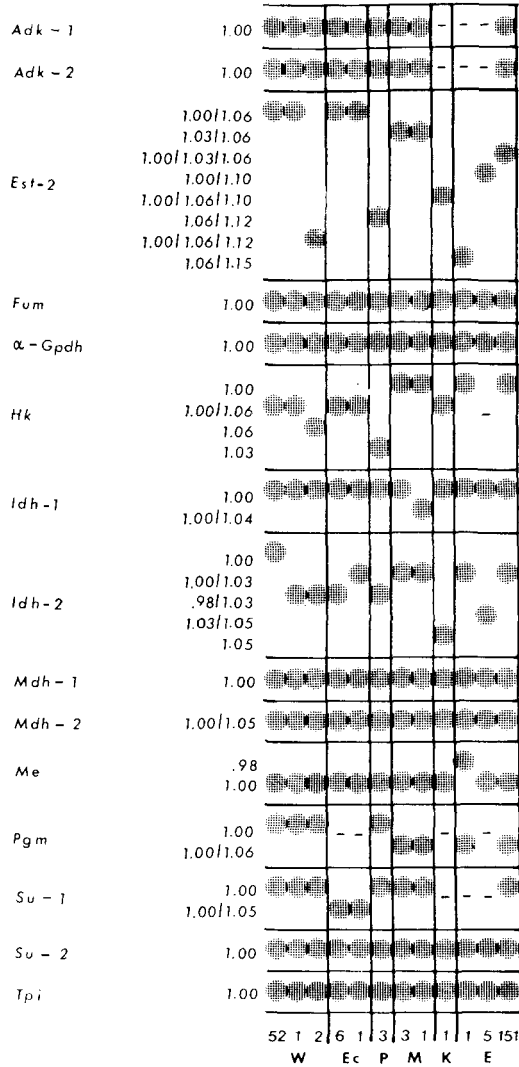 Adk-1 1.00
Adk-2 1.00
1.00/1.06
1.03/1.06
1.00/1.03/1.06
Est-2 1.00/1.10
1.00/1.06/1.10
1.06/1.12
1.00/1.06/1.12
1.06/1.15
Fum 1.00
α-Gpdh 1.00
1.00
Hk 1.00/1.06
1.06
1.03
Idh-1 1.00
1.00/1.04
1.00
1.00/1.03
Idh-2 .98/1.03
1.03/1.05
1.05
Mdh-1 1.00
Mdh-2 1.00/1.05
Me .98
1.00
Pgm 1.00
1.00/1.06
Su-1 1.00
1.00/1.05
Su-2 1.00
Tpi 1.00
52 1 2 6 1 3 3 1 1 1 5 151
W Ec P M K E